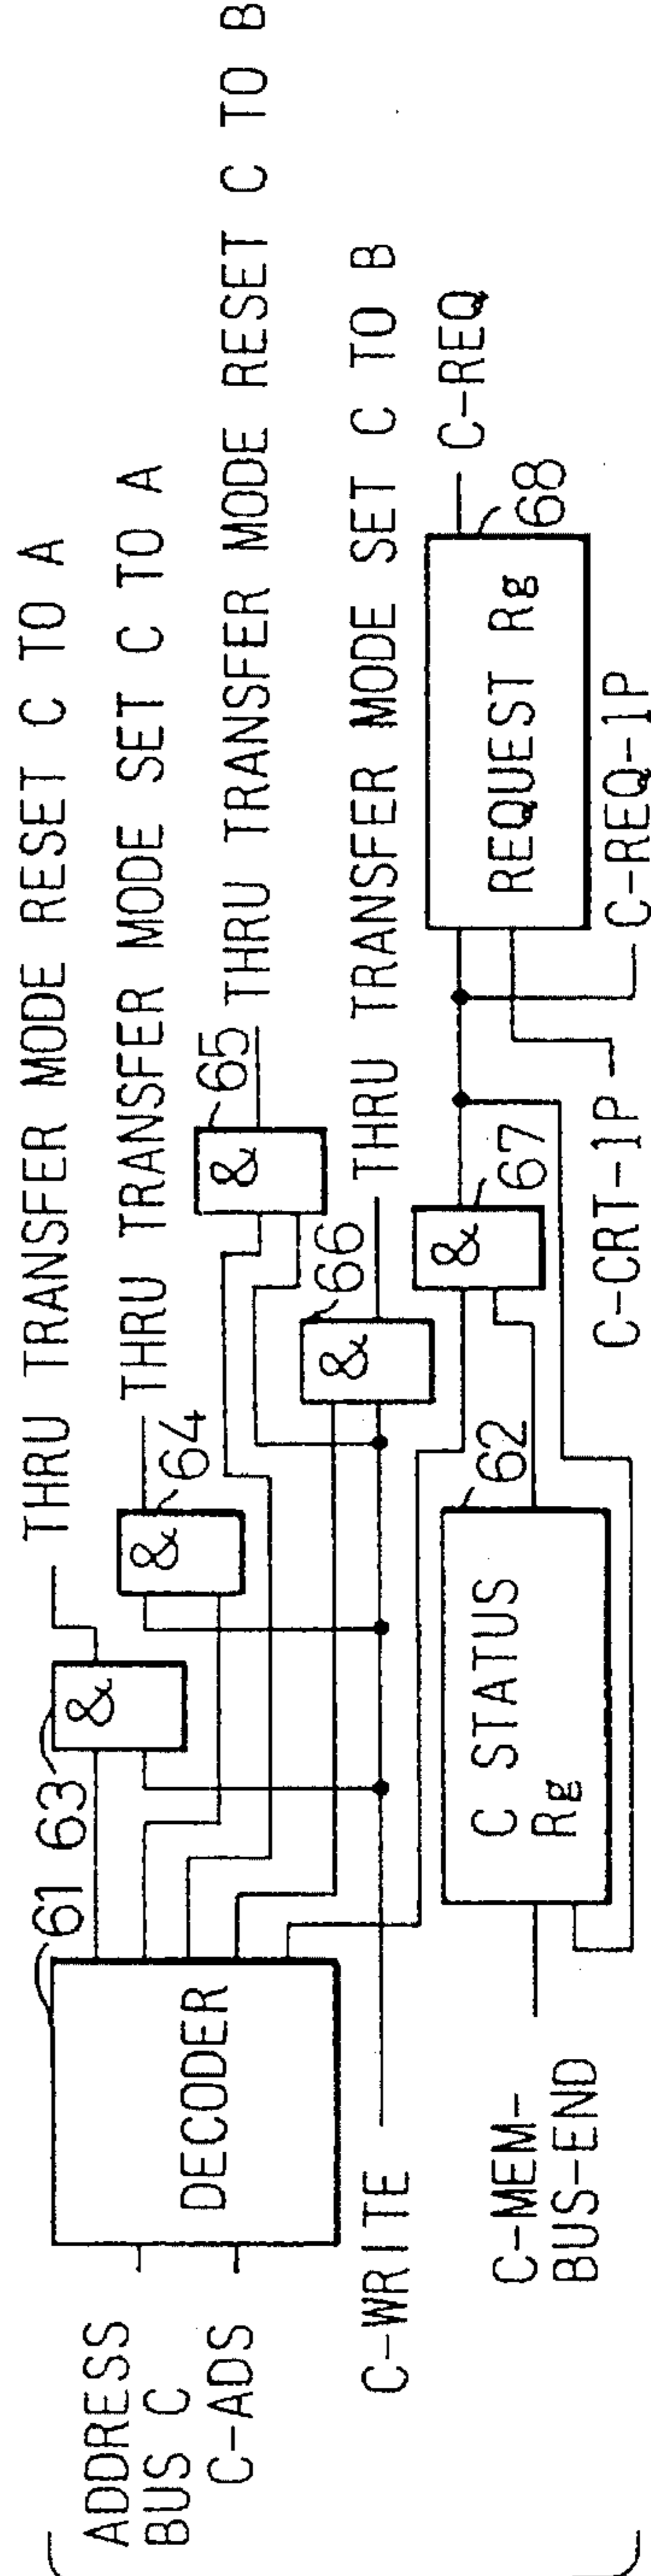 ADDRESS
BUS C
C-ADS
C-WRITE
C-MEM-
BUS-END
DECODER
61
63
&
THRU TRANSFER MODE RESET C TO A
&
64
THRU TRANSFER MODE SET C TO A
&
65
THRU TRANSFER MODE RESET C TO B
&
66
THRU TRANSFER MODE SET C TO B
C STATUS
Rg
62
&
67
C-CRT-1P
C-REQ-1P
REQUEST Rg
68
C-REQ